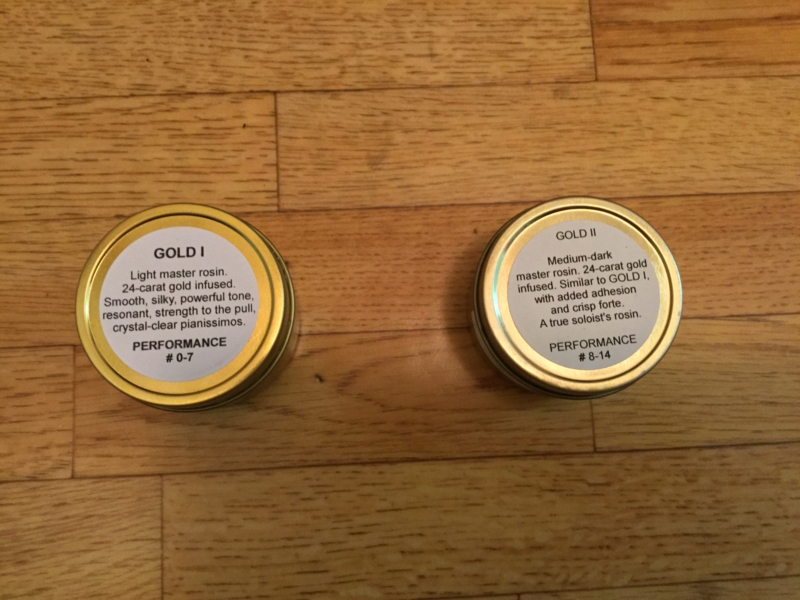 GOLD I
Light master rosin.
24-carat gold infused.
Smooth, silky, powerful tone,
resonant, strength to the pull,
crystal-clear pianissimos.
PERFORMANCE
# 0-7
GOLD II
Medium-dark
master rosin. 24-carat gold
infused. Similar to GOLD I,
with added adhesion
and crisp forte.
A true soloist's rosin.
PERFORMANCE
# 8-14